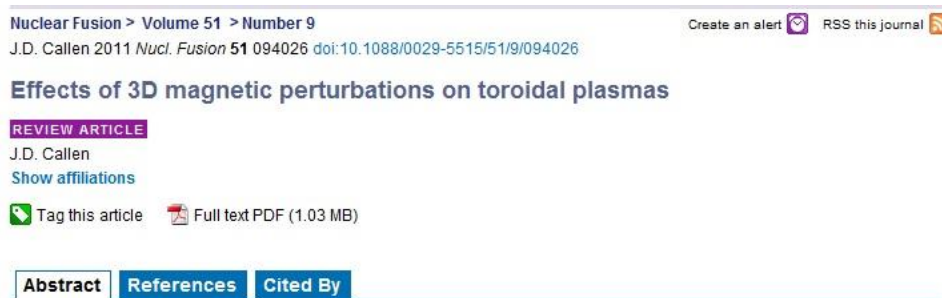 Nuclear Fusion > Volume 51 > Number 9
Create an alert RSS this journal
J.D. Callen 2011 Nucl. Fusion 51 094026 doi:10.1088/0029-5515/51/9/094026
Effects of 3D magnetic perturbations on toroidal plasmas
REVIEW ARTICLE
J.D. Callen
Show affiliations
Tag this article Full text PDF (1.03 MB)
Abstract References Cited By